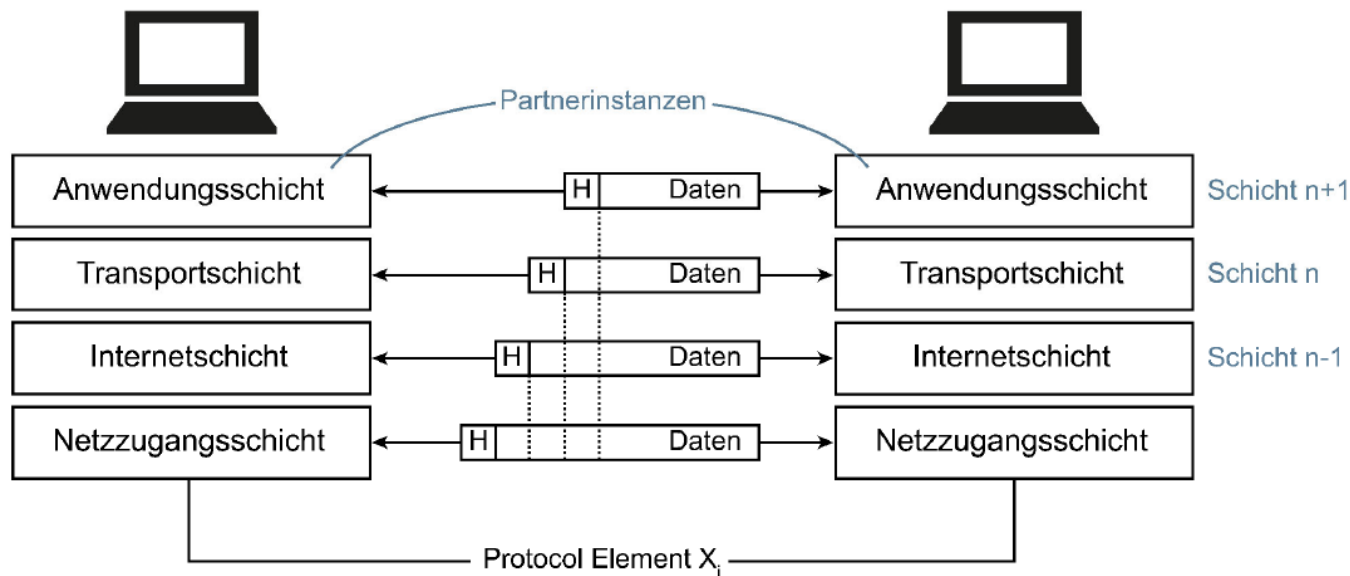 Partnerinstanzen
Anwendungsschicht H Daten Anwendungsschicht Schicht n+1
Transportschicht H Daten Transportschicht Schicht n
Internetschicht H Daten Internetschicht Schicht n-1
Netzzugangsschicht H Daten Netzzugangsschicht
Protocol Element Xi